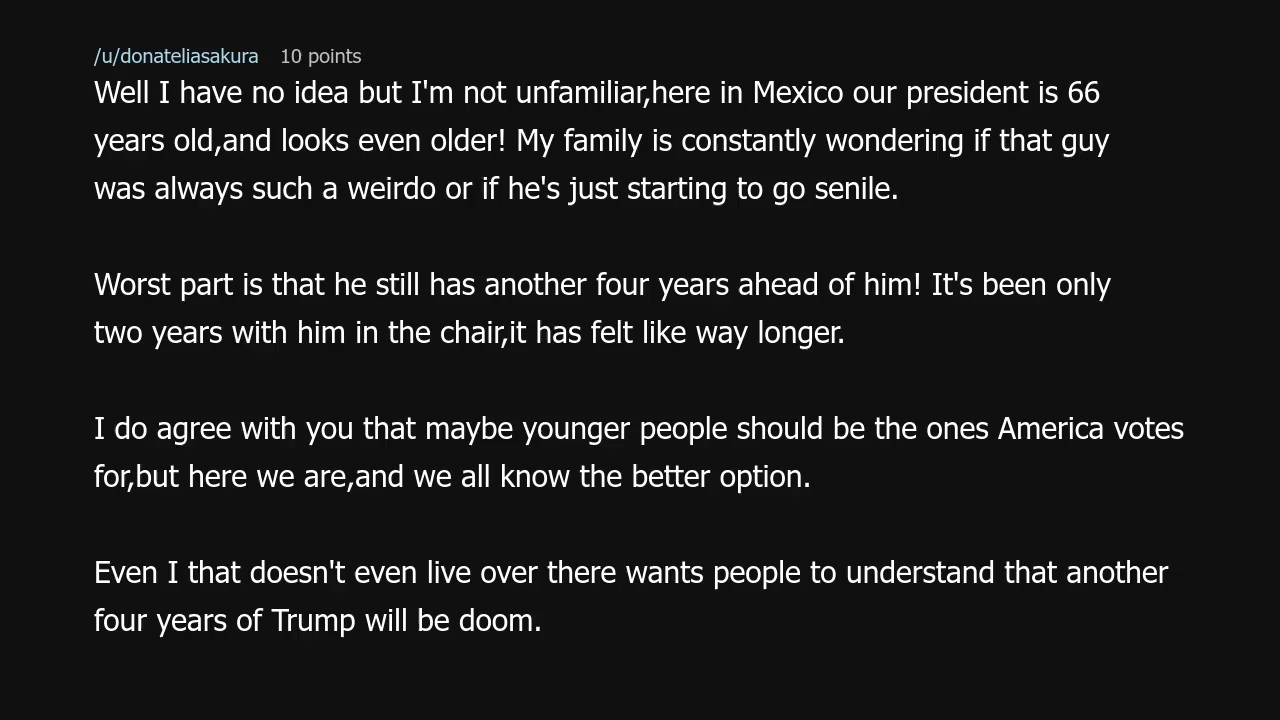 /u/donateliasakura 10 points
Well I have no idea but I'm not unfamiliar,here in Mexico our president is 66
years old,and looks even older! My family is constantly wondering if that guy
was always such a weirdo or if he's just starting to go senile.
Worst part is that he still has another four years ahead of him! It's been only
two years with him in the chair,it has felt like way longer.
I do agree with you that maybe younger people should be the ones America votes
for,but here we are,and we all know the better option.
Even I that doesn't even live over there wants people to understand that another
four years of Trump will be doom.